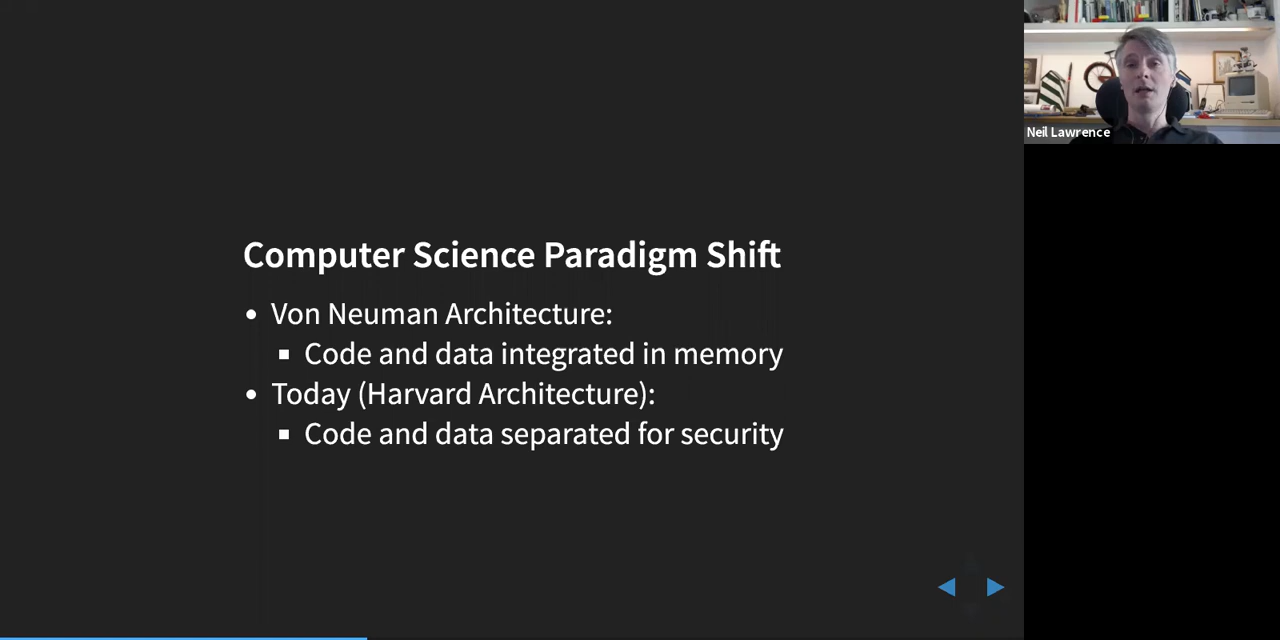 Computer Science Paradigm Shift
Von Neuman Architecture:
Code and data integrated in memory
Today (Harvard Architecture):
Code and data separated for security
Neil Lawrence